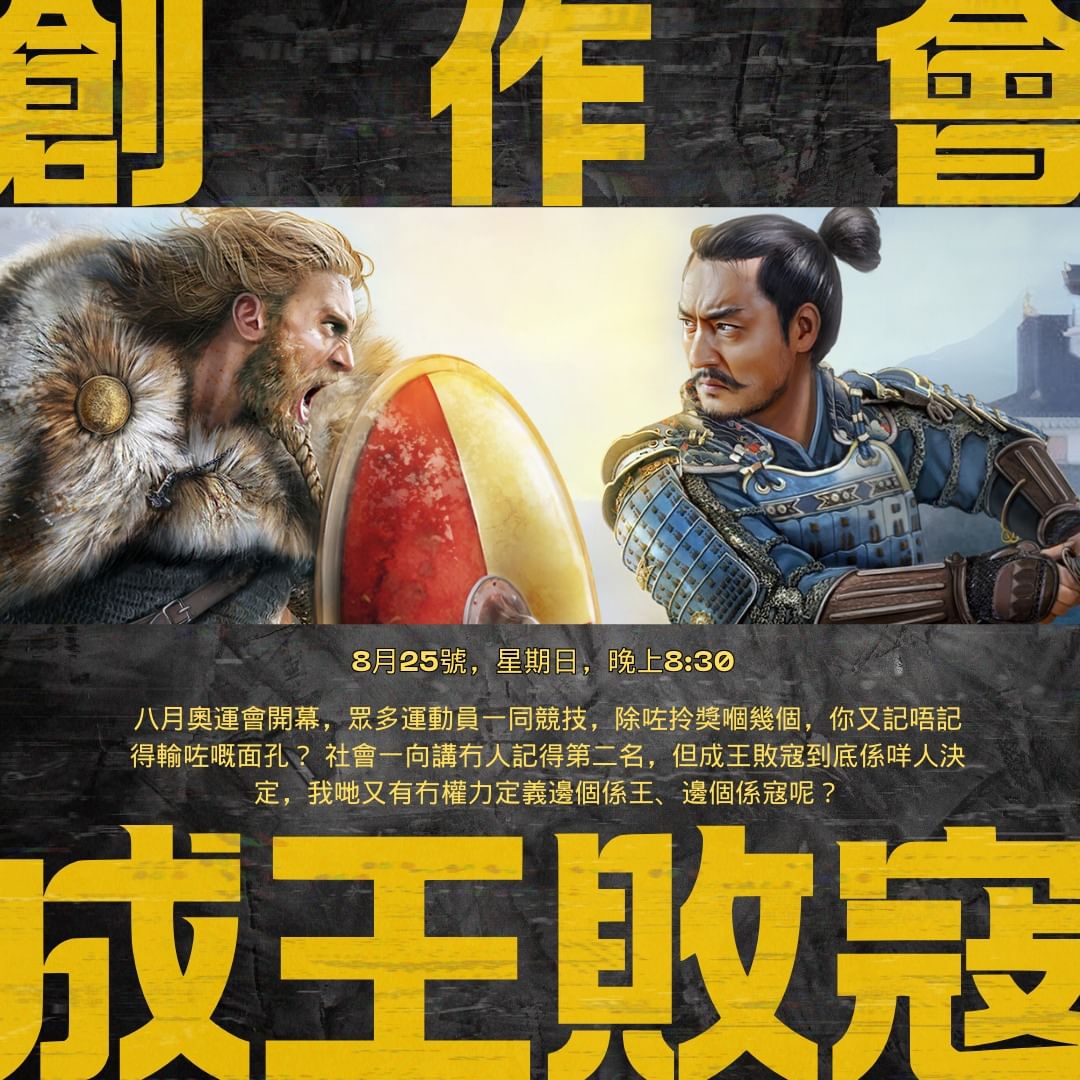 創作會
8月25號，星期日，晚上8:30
八月奧運會開幕，眾多運動員一同競技，除咗拎獎嗰幾個，你又記唔記
得輸咗嘅面孔？ 社會一向講冇人記得第二名，但成王敗寇到底係咩人決
定，我哋又有冇權力定義邊個係王、邊個係寇呢？
成王敗寇